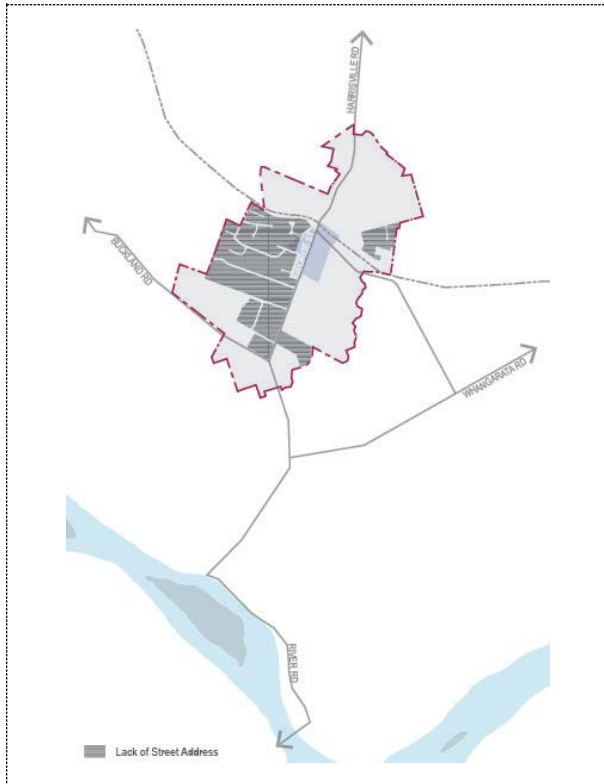 HARRISVILLE RD
BUCKLAND RD
WHANGARATA RD
RIVER RD
Lack of Street Address